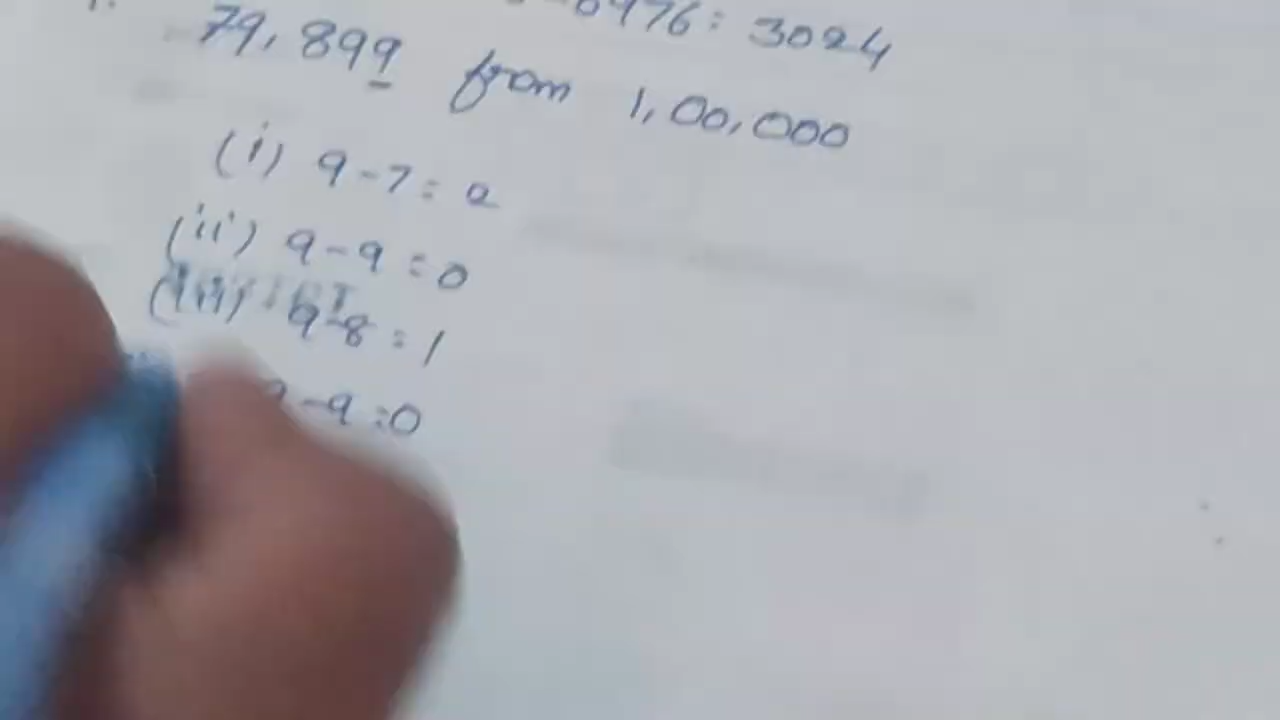 6976 : 3024
79,899 from 1,00,000
(i) 9 - 7 = 2
(ii) 9 - 9 = 0
(iii) 9 - 8 = 1
9 - 9 = 0